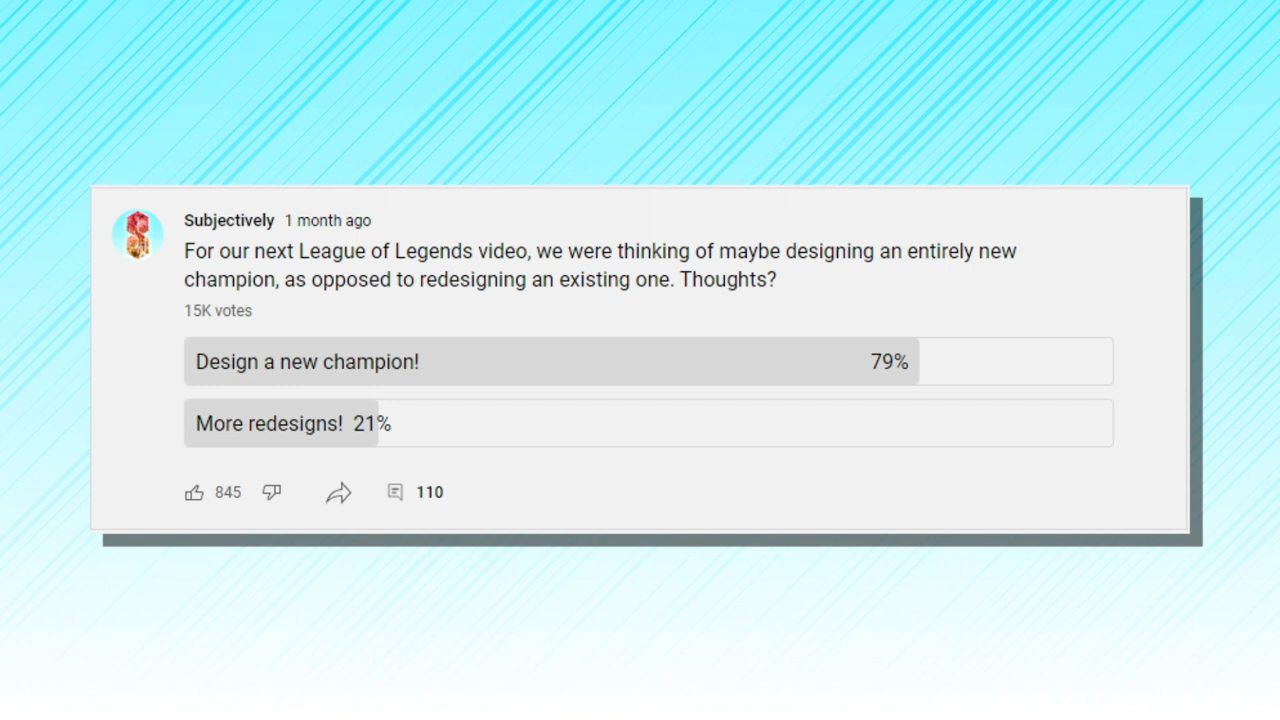 Subjectively 1 month ago
For our next League of Legends video, we were thinking of maybe designing an entirely new
champion, as opposed to redesigning an existing one. Thoughts?
15K votes
Design a new champion! 79%
More redesigns! 21%
845 110